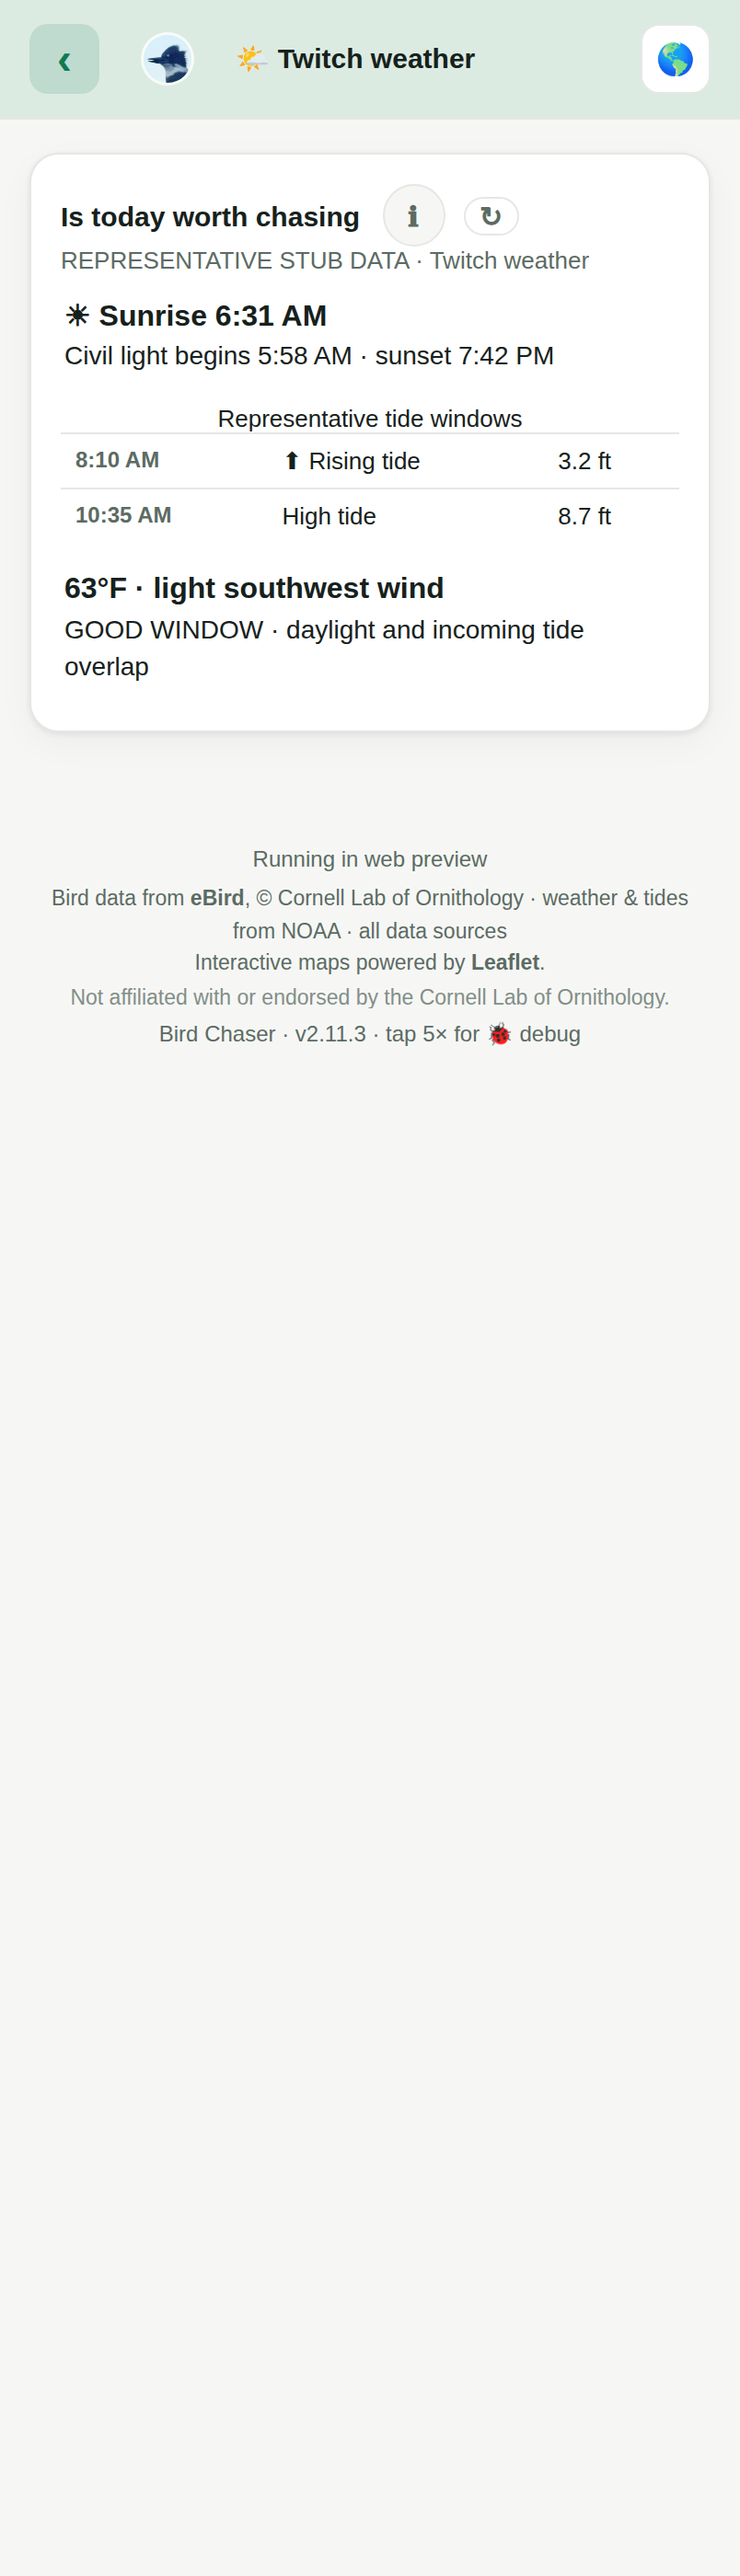 ‹ 🌤️ Twitch weather 🌎
Is today worth chasing ℹ ↻
REPRESENTATIVE STUB DATA · Twitch weather
☀ Sunrise 6:31 AM
Civil light begins 5:58 AM · sunset 7:42 PM
Representative tide windows
8:10 AM ⬆ Rising tide 3.2 ft
10:35 AM High tide 8.7 ft
63°F · light southwest wind
GOOD WINDOW · daylight and incoming tide
overlap
Running in web preview
Bird data from eBird, © Cornell Lab of Ornithology · weather & tides
from NOAA · all data sources
Interactive maps powered by Leaflet.
Not affiliated with or endorsed by the Cornell Lab of Ornithology.
Bird Chaser · v2.11.3 · tap 5× for 🐞 debug